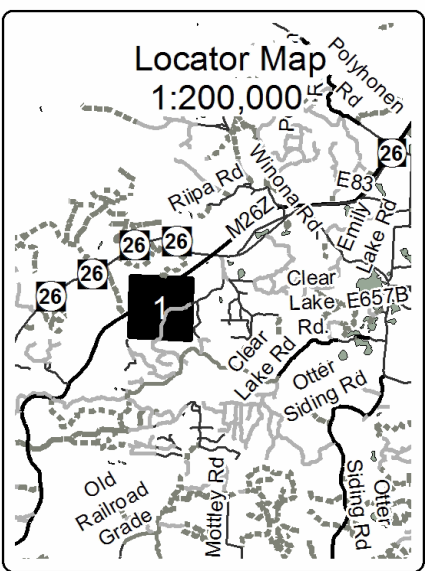 Locator Map
1:200,000
Polyhonen
Rd
26
E83
Riipa Rd
Winona Rd
M26Z
Emily
Lake Rd
26
26
26
26
1
Clear
Lake
Rd.
E657B
Clear
Lake Rd
Otter
Siding Rd
Old
Railroad
Grade
Mottley Rd
Otter
Siding Rd